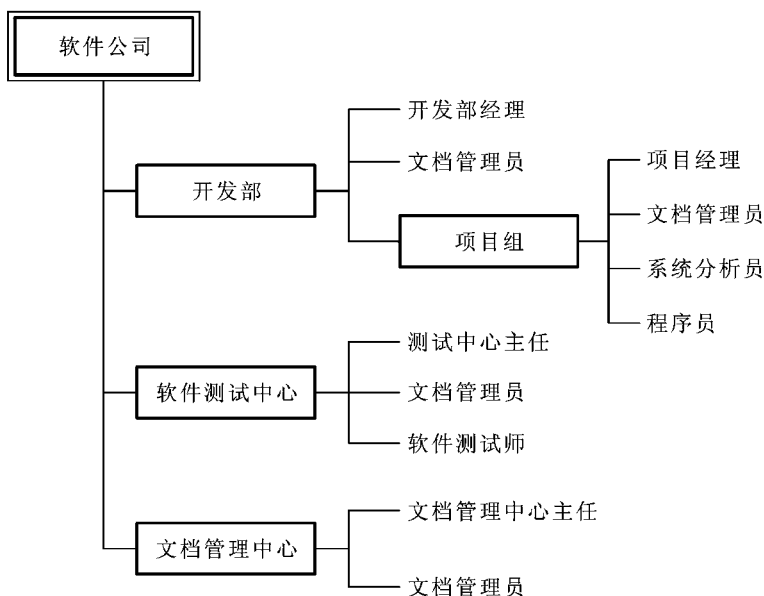 软件公司
开发部
开发部经理
文档管理员
项目组
项目经理
文档管理员
系统分析员
程序员
软件测试中心
测试中心主任
文档管理员
软件测试师
文档管理中心
文档管理中心主任
文档管理员